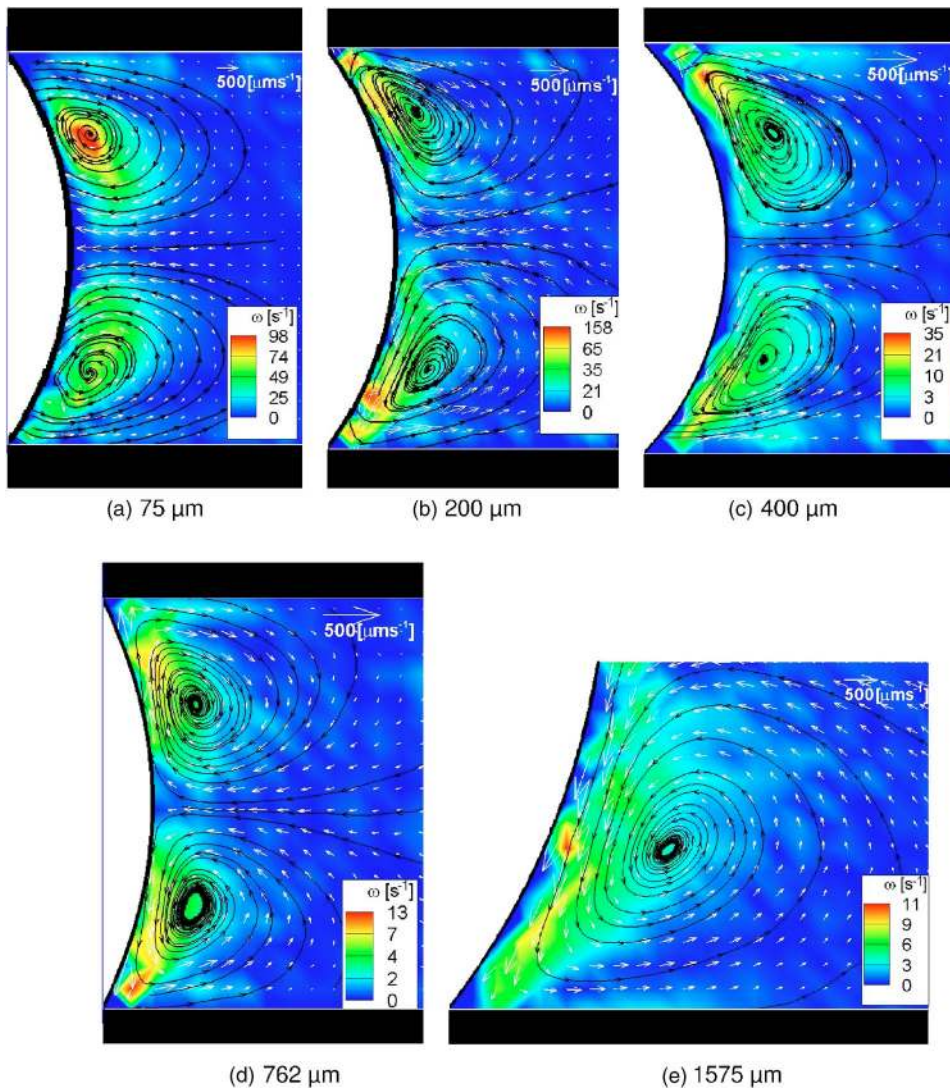 500[µms⁻¹]
ω [s⁻¹]
98
74
49
25
0
(a) 75 µm
500[µms⁻¹]
ω [s⁻¹]
158
65
35
21
0
(b) 200 µm
500[µms⁻¹]
ω [s⁻¹]
35
21
10
3
0
(c) 400 µm
500[µms⁻¹]
ω [s⁻¹]
13
7
4
2
0
(d) 762 µm
500[µms⁻¹]
ω [s⁻¹]
11
9
6
3
0
(e) 1575 µm